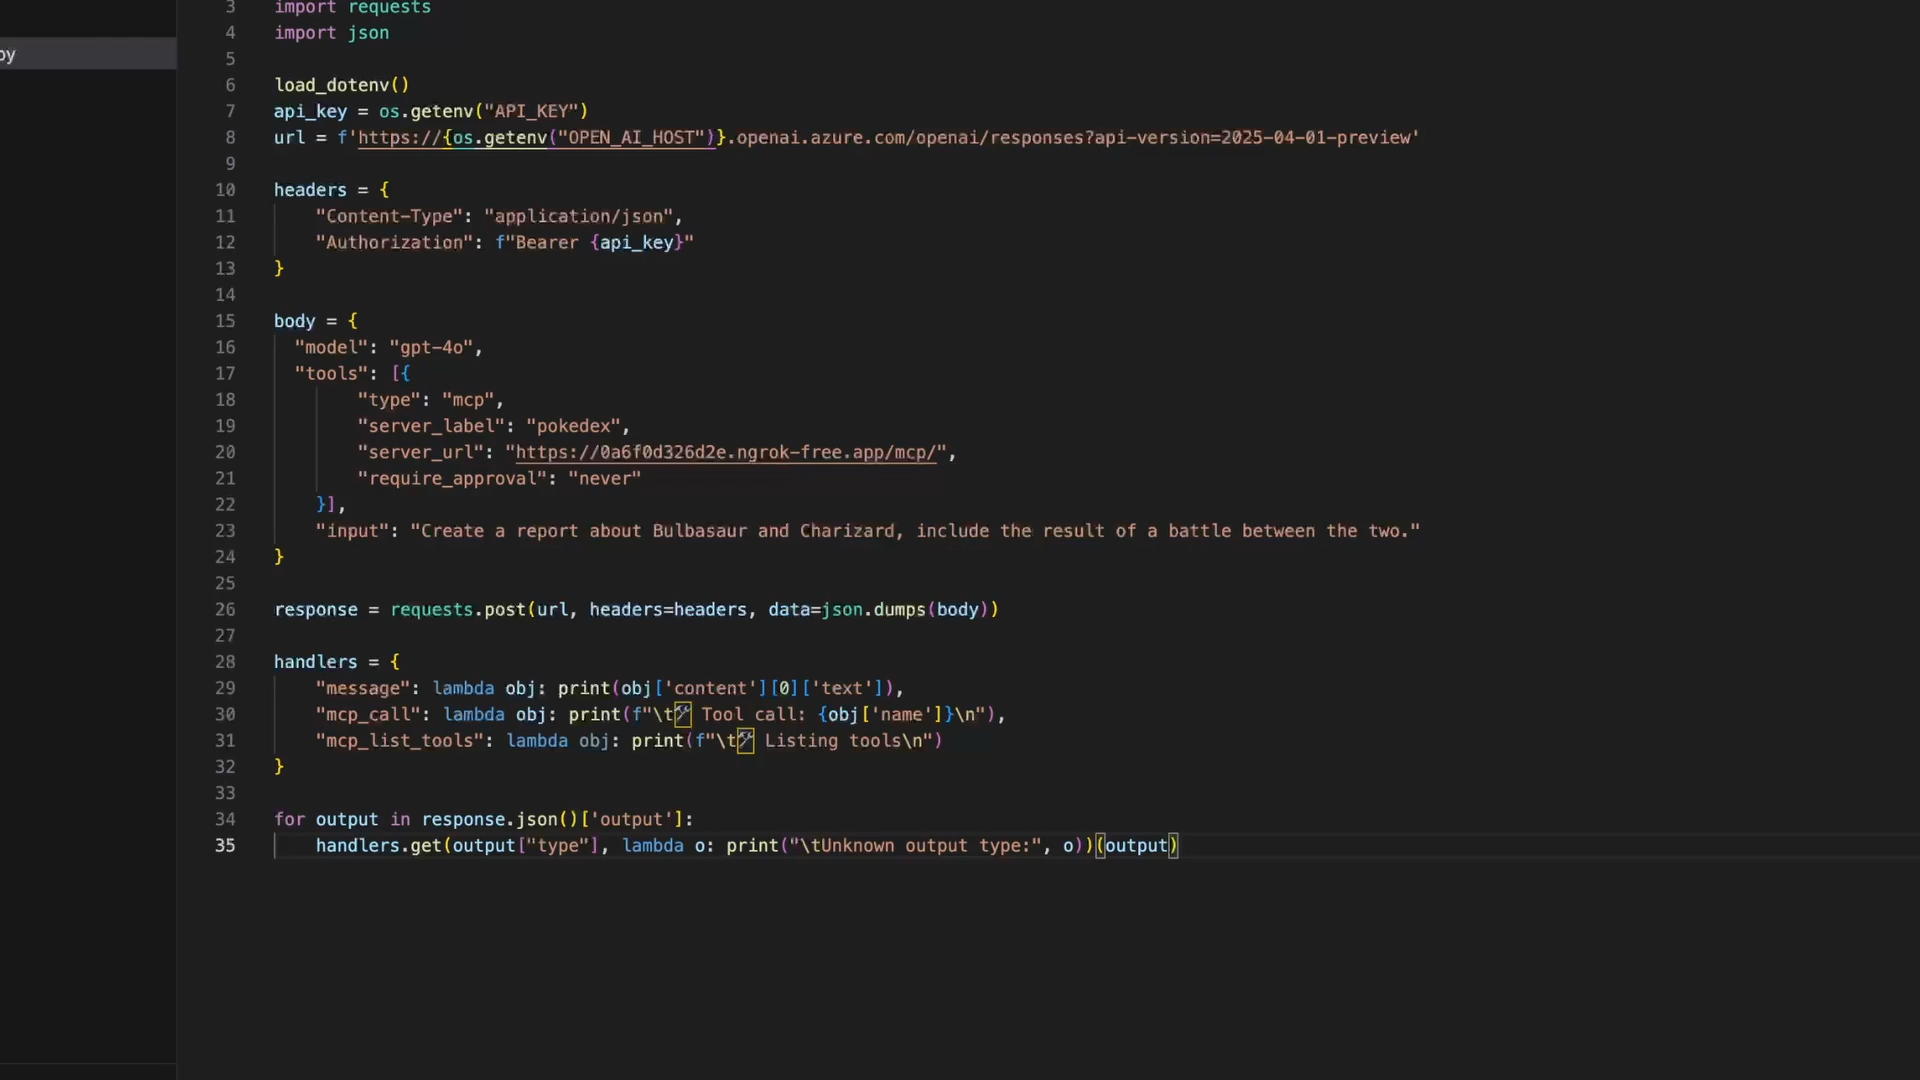 py
3 import requests
4 import json
5
6 load_dotenv()
7 api_key = os.getenv("API_KEY")
8 url = f'https://{os.getenv("OPEN_AI_HOST")}.openai.azure.com/openai/responses?api-version=2025-04-01-preview'
9
10 headers = {
11     "Content-Type": "application/json",
12     "Authorization": f"Bearer {api_key}"
13 }
14
15 body = {
16   "model": "gpt-4o",
17   "tools": [{
18         "type": "mcp",
19         "server_label": "pokedex",
20         "server_url": "https://0a6f0d326d2e.ngrok-free.app/mcp/",
21         "require_approval": "never"
22     }],
23     "input": "Create a report about Bulbasaur and Charizard, include the result of a battle between the two."
24 }
25
26 response = requests.post(url, headers=headers, data=json.dumps(body))
27
28 handlers = {
29     "message": lambda obj: print(obj['content'][0]['text']),
30     "mcp_call": lambda obj: print(f"\t⚒ Tool call: {obj['name']}\n"),
31     "mcp_list_tools": lambda obj: print(f"\t⚒ Listing tools\n")
32 }
33
34 for output in response.json()['output']:
35     handlers.get(output["type"], lambda o: print("\tUnknown output type:", o))(output)